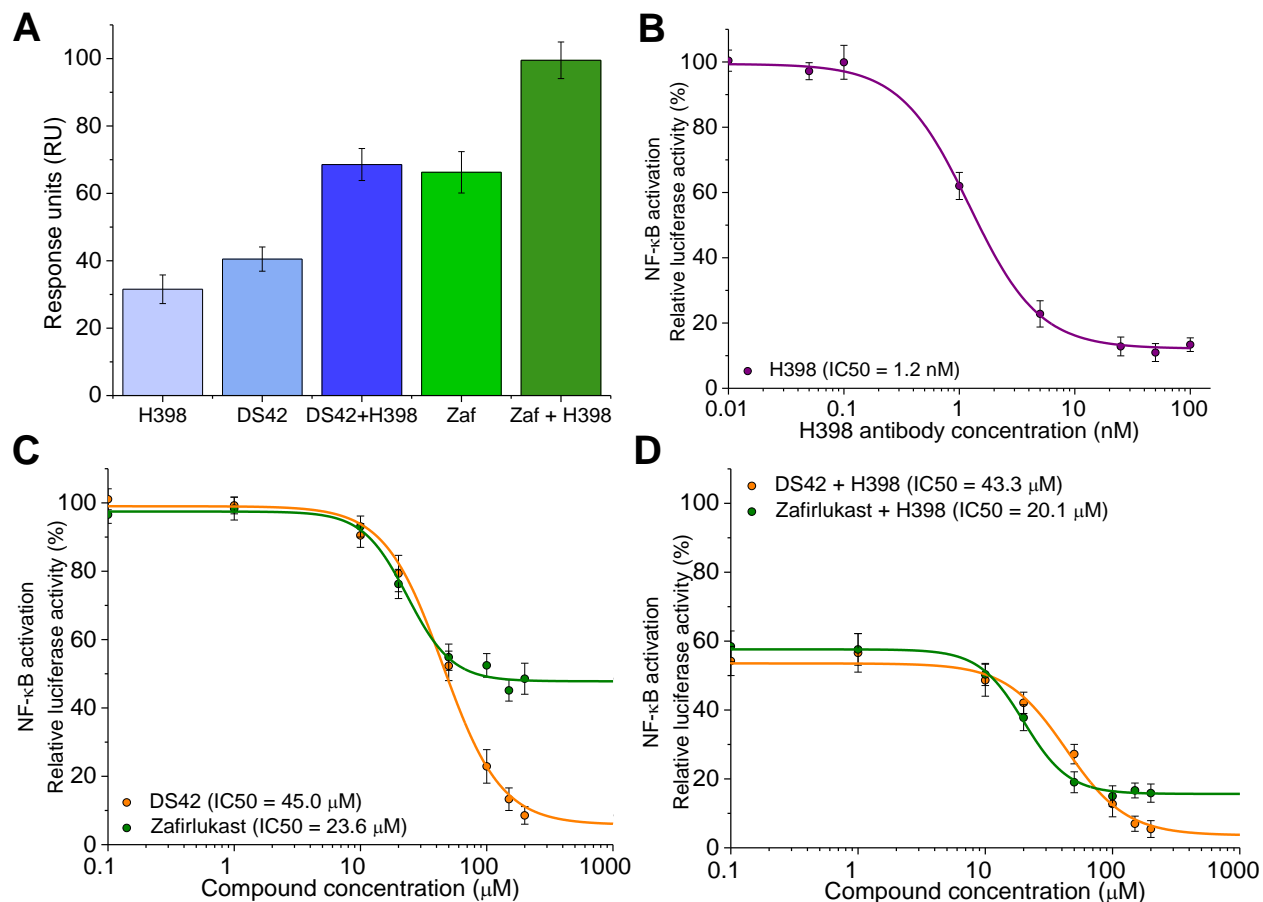 A
Response units (RU)
100
80
60
40
20
0
H398 DS42 DS42+H398 Zaf Zaf + H398
B
NF-κB activation
Relative luciferase activity (%)
100
80
60
40
20
0
H398 (IC50 = 1.2 nM)
0.01 0.1 1 10 100
H398 antibody concentration (nM)
C
NF-κB activation
Relative luciferase activity (%)
100
80
60
40
20
0
DS42 (IC50 = 45.0 μM)
Zafirlukast (IC50 = 23.6 μM)
0.1 1 10 100 1000
Compound concentration (μM)
D
NF-κB activation
Relative luciferase activity (%)
100
80
60
40
20
0
DS42 + H398 (IC50 = 43.3 μM)
Zafirlukast + H398 (IC50 = 20.1 μM)
0.1 1 10 100 1000
Compound concentration (μM)